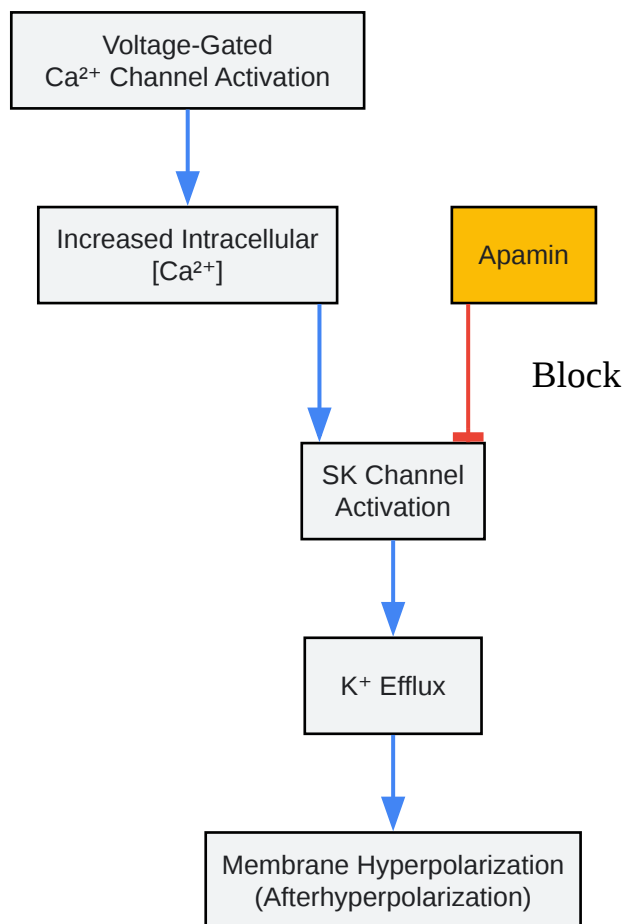 Voltage-Gated
Ca²⁺ Channel Activation
Increased Intracellular
[Ca²⁺]
Apamin
Block
SK Channel
Activation
K⁺ Efflux
Membrane Hyperpolarization
(Afterhyperpolarization)